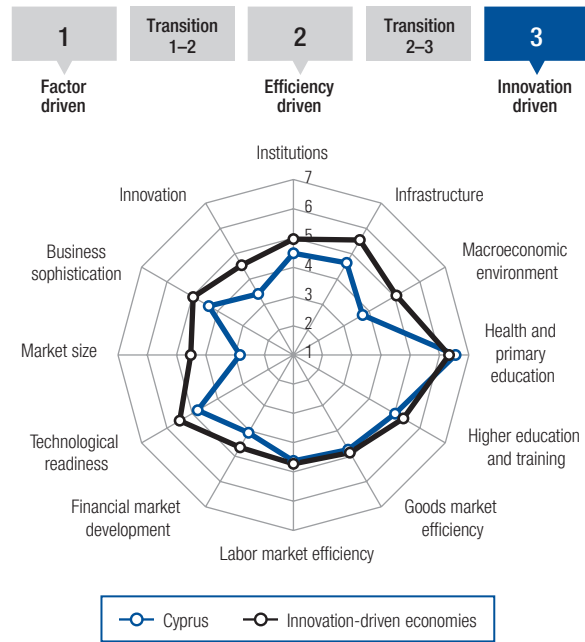 1
Transition
1–2
2
Transition
2–3
3
Factor
driven
Efficiency
driven
Innovation
driven
Institutions
Infrastructure
Macroeconomic
environment
Health and
primary
education
Higher education
and training
Goods market
efficiency
Labor market efficiency
Financial market
development
Technological
readiness
Market size
Business
sophistication
Innovation
7
6
5
4
3
2
1
Cyprus
Innovation-driven economies